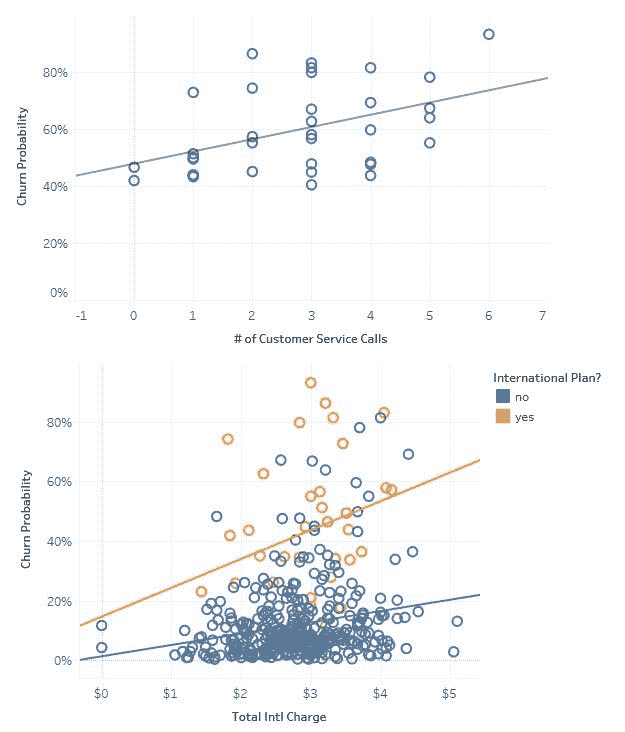 80%
60%
Churn Probability
40%
20%
0%
-1 0 1 2 3 4 5 6 7
# of Customer Service Calls
International Plan?
no
yes
80%
60%
Churn Probability
40%
20%
0%
$0 $1 $2 $3 $4 $5
Total Intl Charge